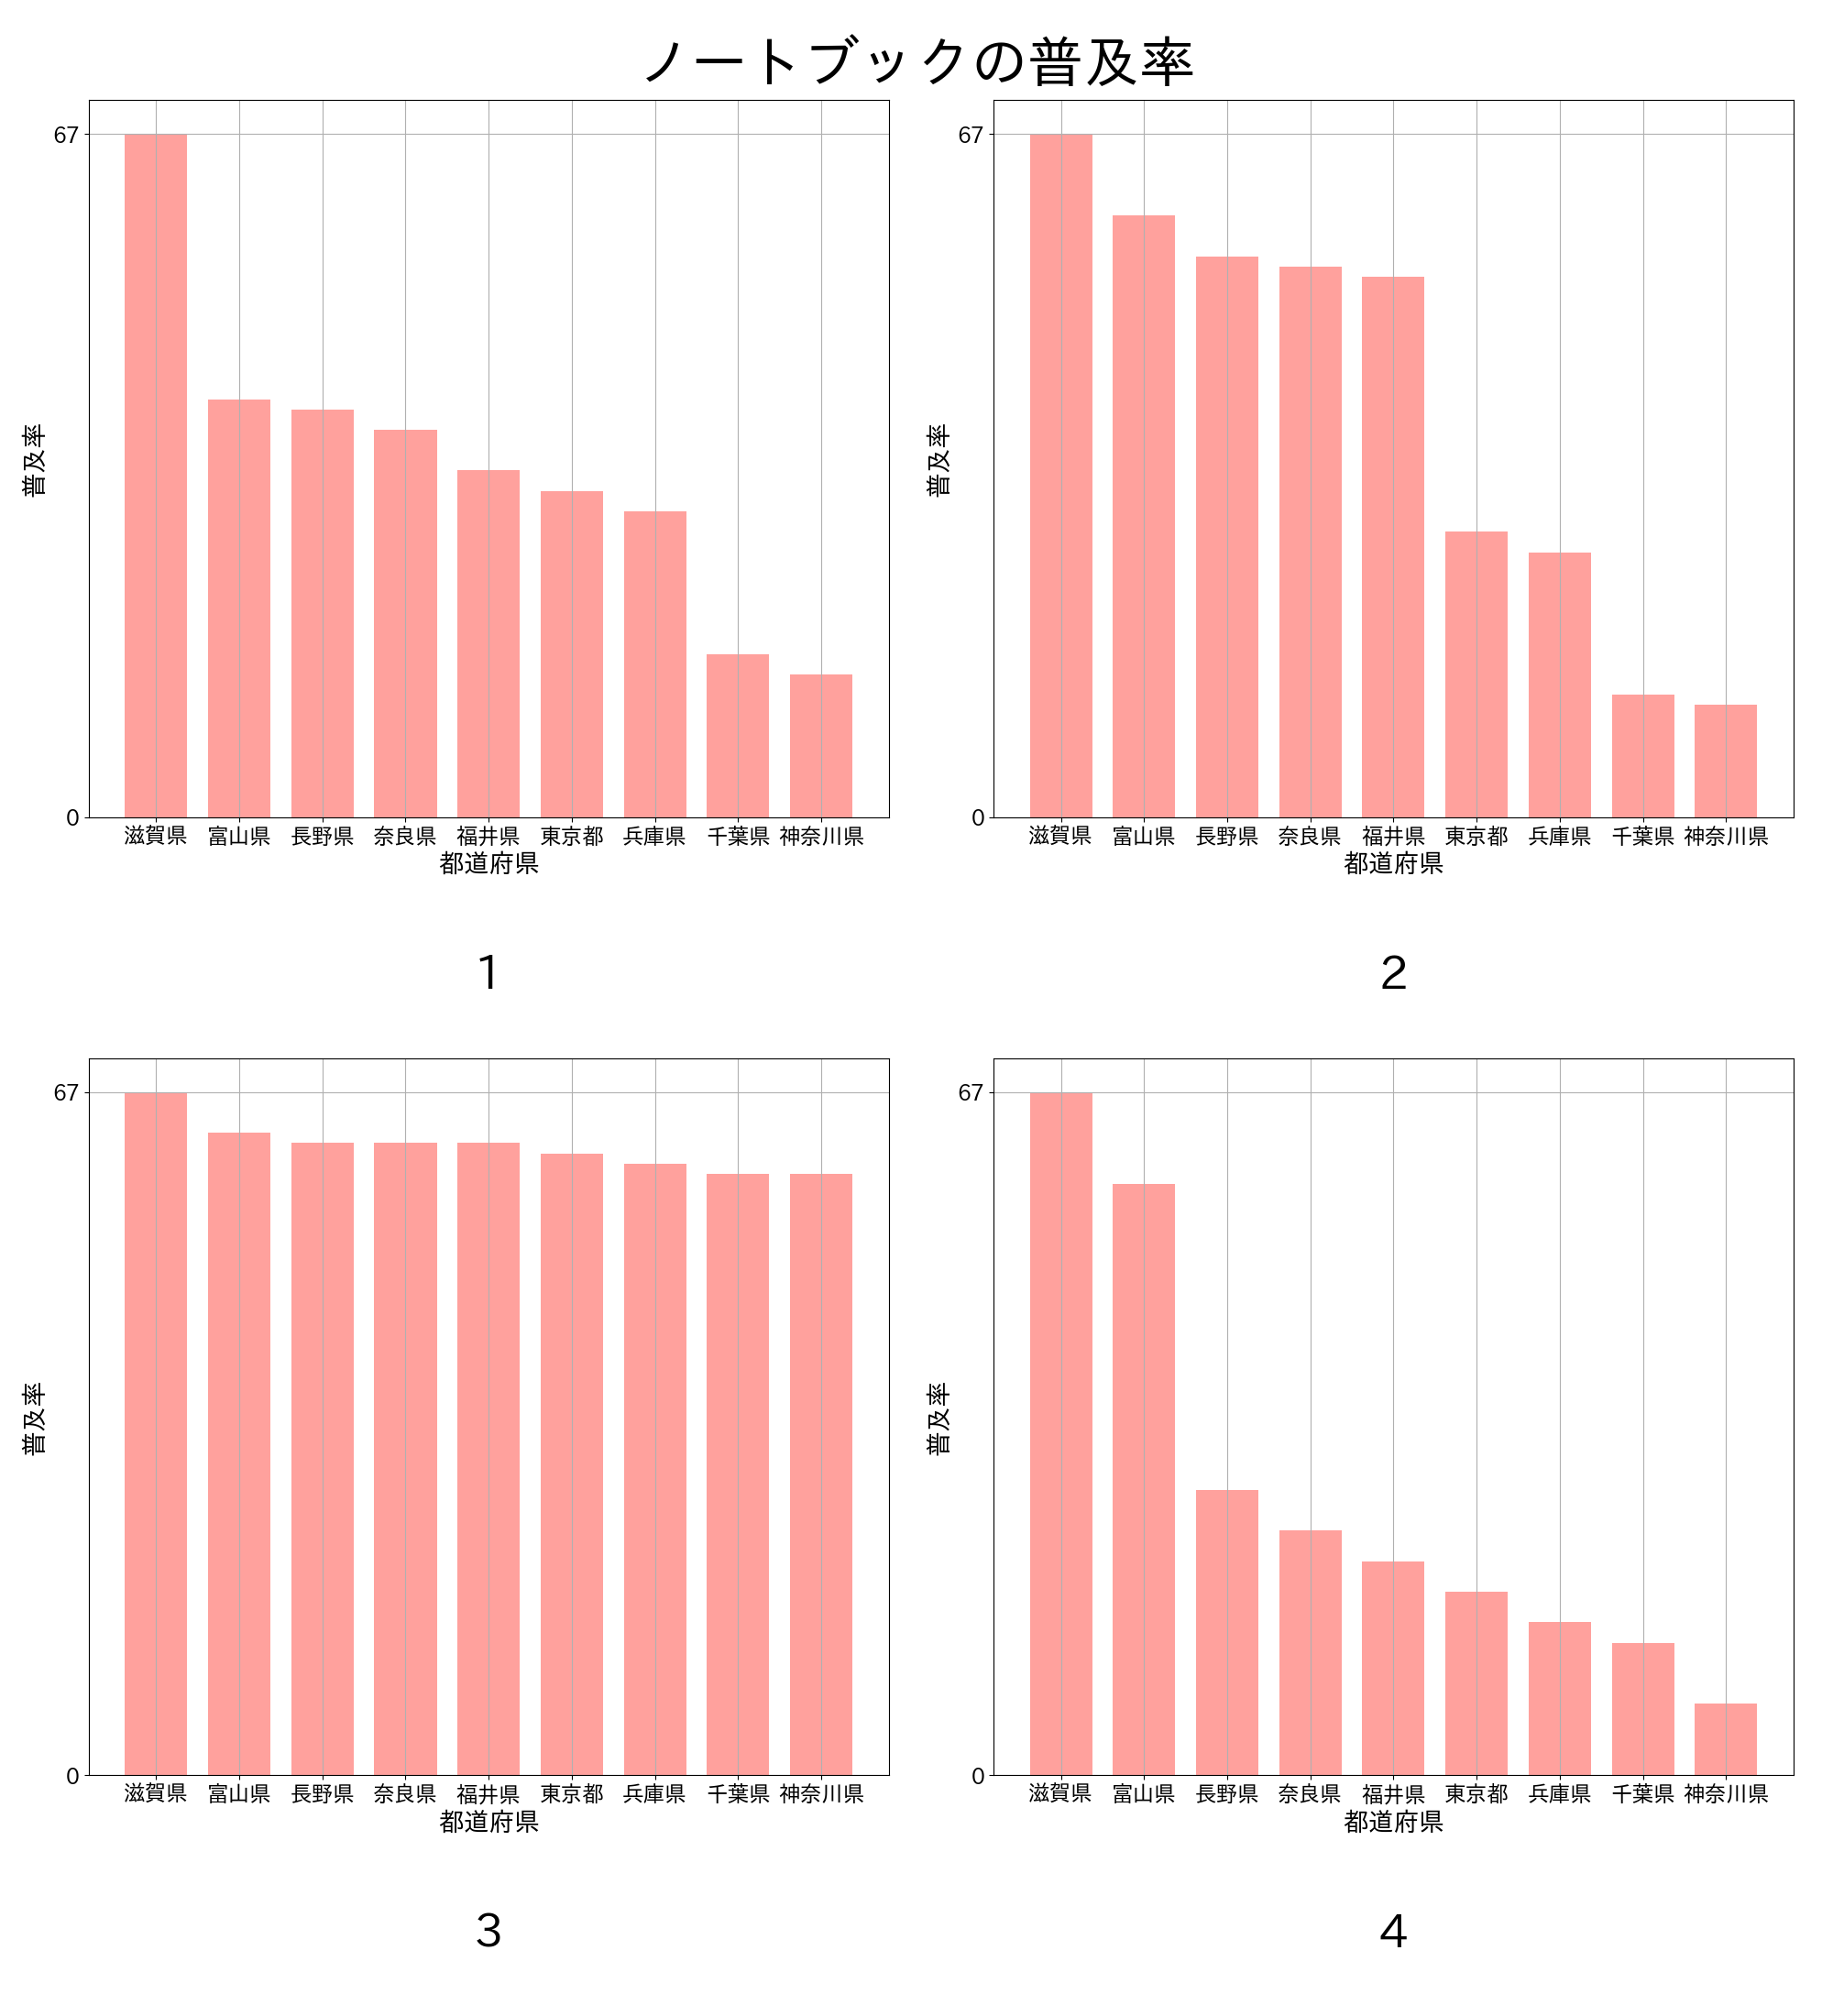 ノートブックの普及率
67
普及率
0
滋賀県 富山県 長野県 奈良県 福井県 東京都 兵庫県 千葉県 神奈川県
都道府県
1
67
普及率
0
滋賀県 富山県 長野県 奈良県 福井県 東京都 兵庫県 千葉県 神奈川県
都道府県
2
67
普及率
0
滋賀県 富山県 長野県 奈良県 福井県 東京都 兵庫県 千葉県 神奈川県
都道府県
3
67
普及率
0
滋賀県 富山県 長野県 奈良県 福井県 東京都 兵庫県 千葉県 神奈川県
都道府県
4